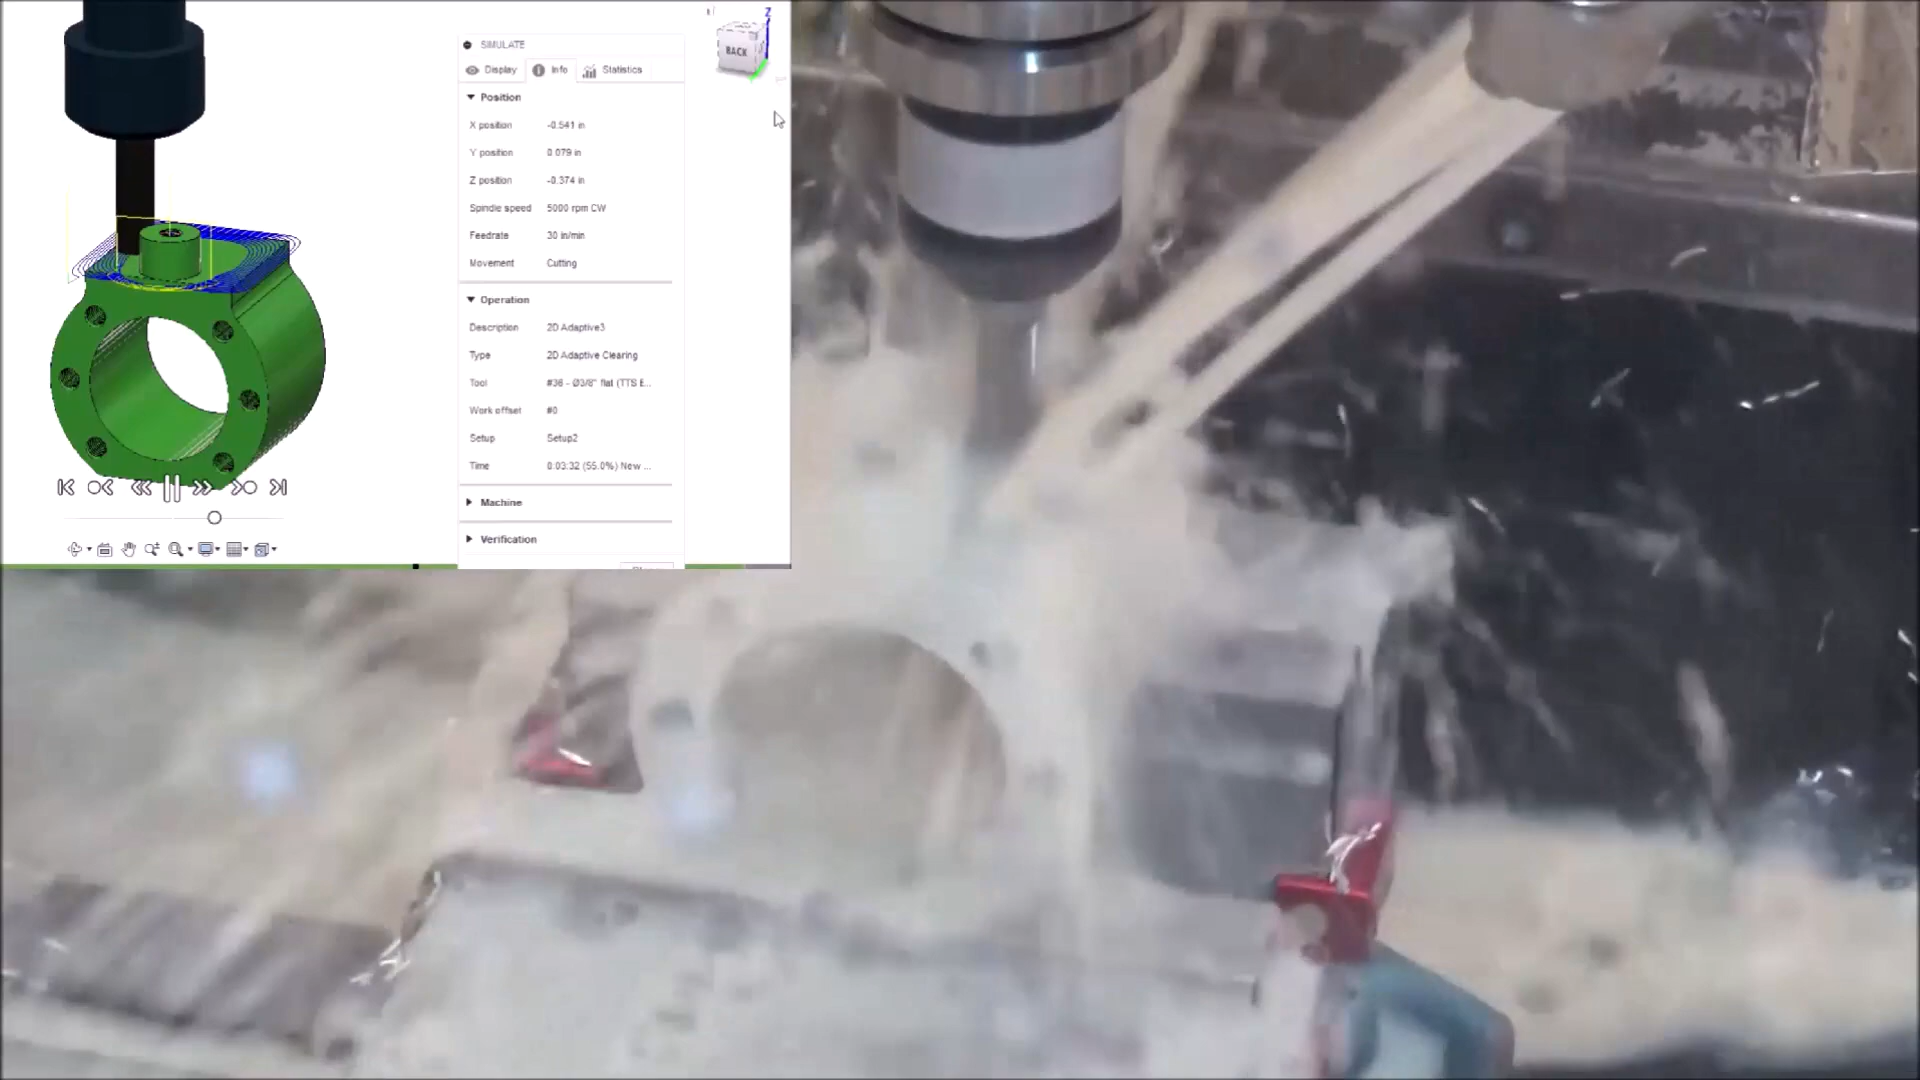 Z
BACK
SIMULATE
Display Info Statistics
Position
X position -0.541 in
Y position 0.079 in
Z position -0.374 in
Spindle speed 5000 rpm CW
Feedrate 30 in/min
Movement Cutting
Operation
Description 2D Adaptive3
Type 2D Adaptive Clearing
Tool #36 - Ø3/8" flat (TTS E...
Work offset #0
Setup Setup2
Time 0:03:32 (55.0%) New ...
Machine
Verification